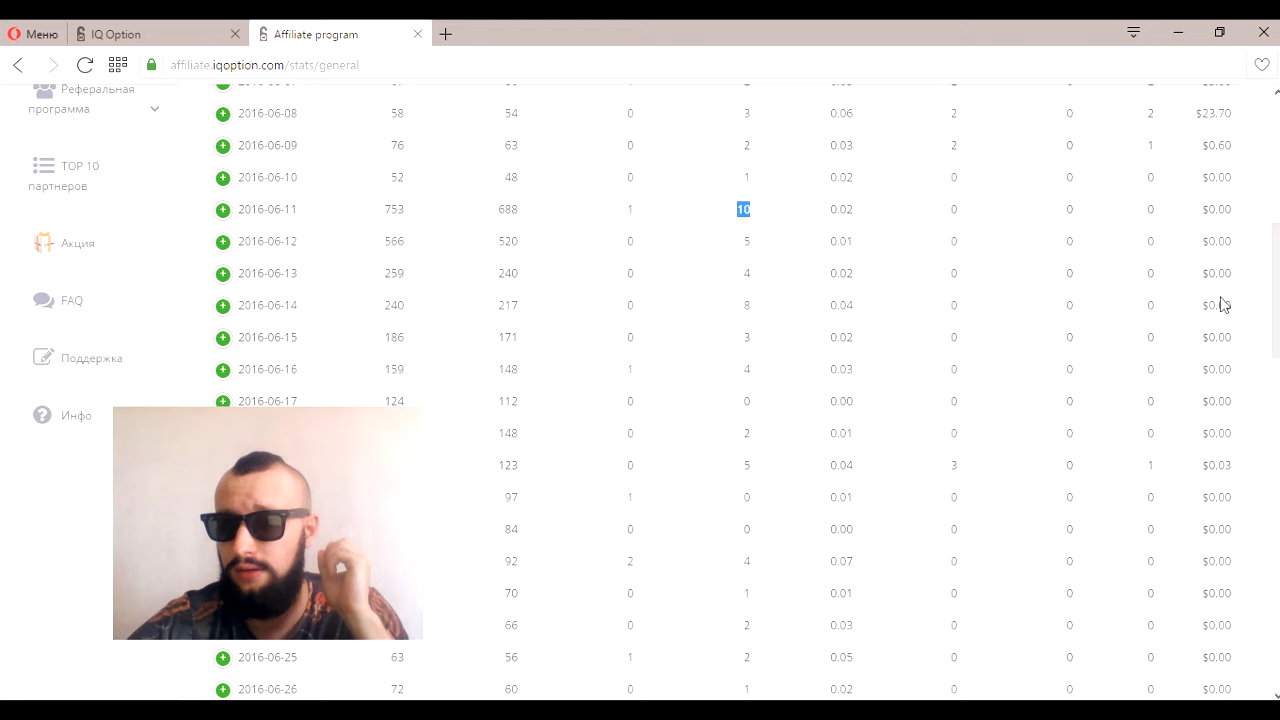 Меню
IQ Option
Affiliate program
affiliate.iqoption.com/stats/general
Реферальная
программа
TOP 10
партнеров
Акция
FAQ
Поддержка
Инфо
2016-06-08 58 54 0 3 0.06 2 0 2 $23.70
2016-06-09 76 63 0 2 0.03 2 0 1 $0.60
2016-06-10 52 48 0 1 0.02 0 0 0 $0.00
2016-06-11 753 688 1 10 0.02 0 0 0 $0.00
2016-06-12 566 520 0 5 0.01 0 0 0 $0.00
2016-06-13 259 240 0 4 0.02 0 0 0 $0.00
2016-06-14 240 217 0 8 0.04 0 0 0
2016-06-15 186 171 0 3 0.02 0 0 0 $0.00
2016-06-16 159 148 1 4 0.03 0 0 0 $0.00
2016-06-17 124 112 0 0 0.00 0 0 0 $0.00
148 0 2 0.01 0 0 0 $0.00
123 0 5 0.04 3 0 1 $0.03
97 1 0 0.01 0 0 0 $0.00
84 0 0 0.00 0 0 0 $0.00
92 2 4 0.07 0 0 0 $0.00
70 0 1 0.01 0 0 0 $0.00
66 0 2 0.03 0 0 0 $0.00
2016-06-25 63 56 1 2 0.05 0 0 0 $0.00
2016-06-26 72 60 0 1 0.02 0 0 0 $0.00